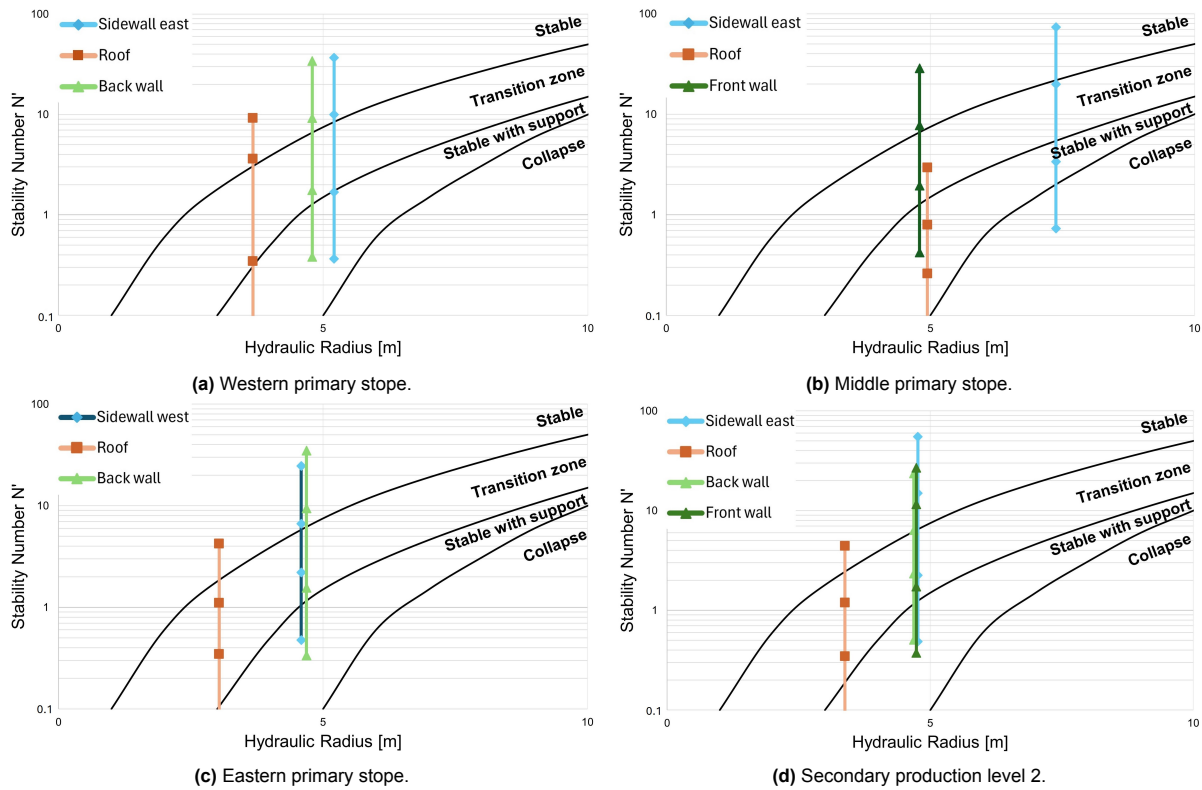 Sidewall east
Roof
Back wall
Stable
Transition zone
Stable with support
Collapse
Stability Number N'
100
10
1
0.1
0
5
10
Hydraulic Radius [m]
(a) Western primary stope.
Sidewall east
Roof
Front wall
Stable
Transition zone
Stable with support
Collapse
Stability Number N'
100
10
1
0.1
0
5
10
Hydraulic Radius [m]
(b) Middle primary stope.
Sidewall west
Roof
Back wall
Stable
Transition zone
Stable with support
Collapse
Stability Number N'
100
10
1
0.1
0
5
10
Hydraulic Radius [m]
(c) Eastern primary stope.
Sidewall east
Roof
Back wall
Front wall
Stable
Transition zone
Stable with support
Collapse
Stability Number N'
100
10
1
0.1
0
5
10
Hydraulic Radius [m]
(d) Secondary production level 2.